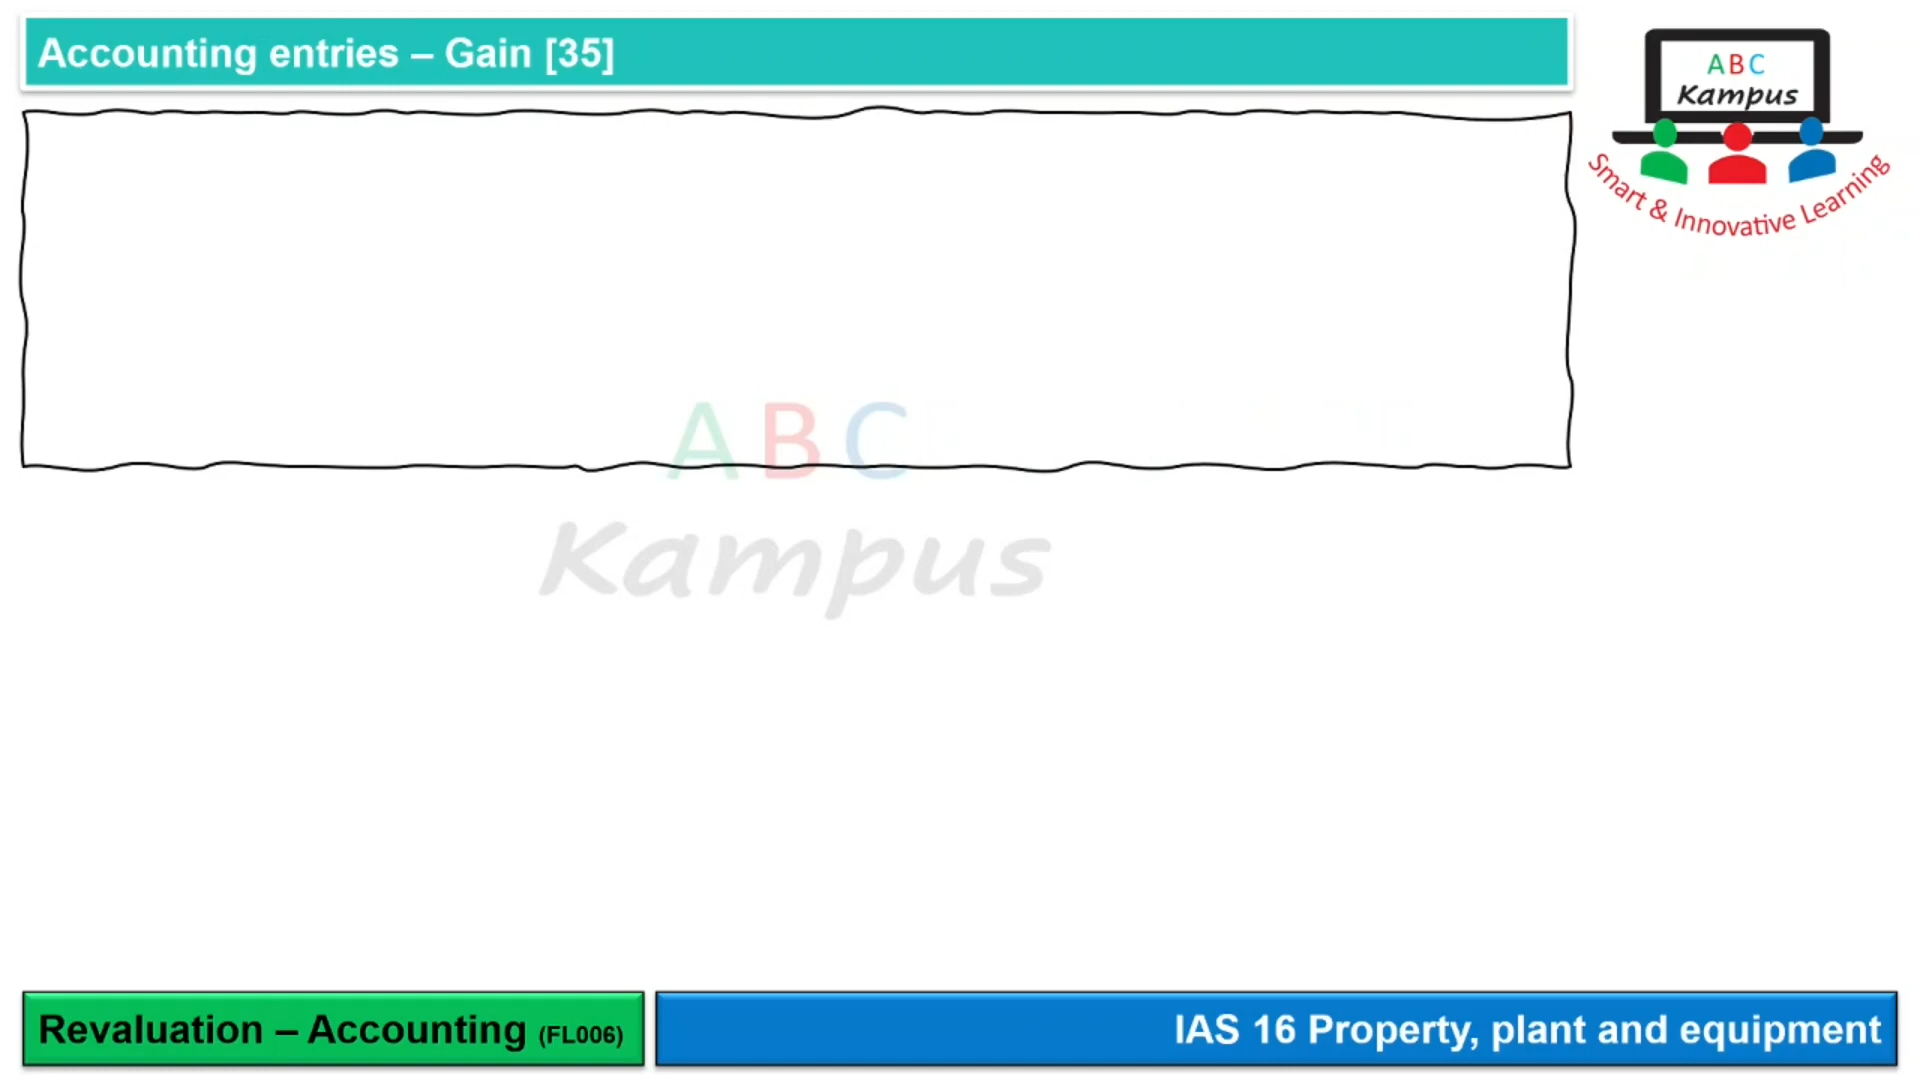 Accounting entries – Gain [35]
ABC
Kampus
Smart & Innovative Learning
ABC
Kampus
Revaluation – Accounting (FL006)
IAS 16 Property, plant and equipment